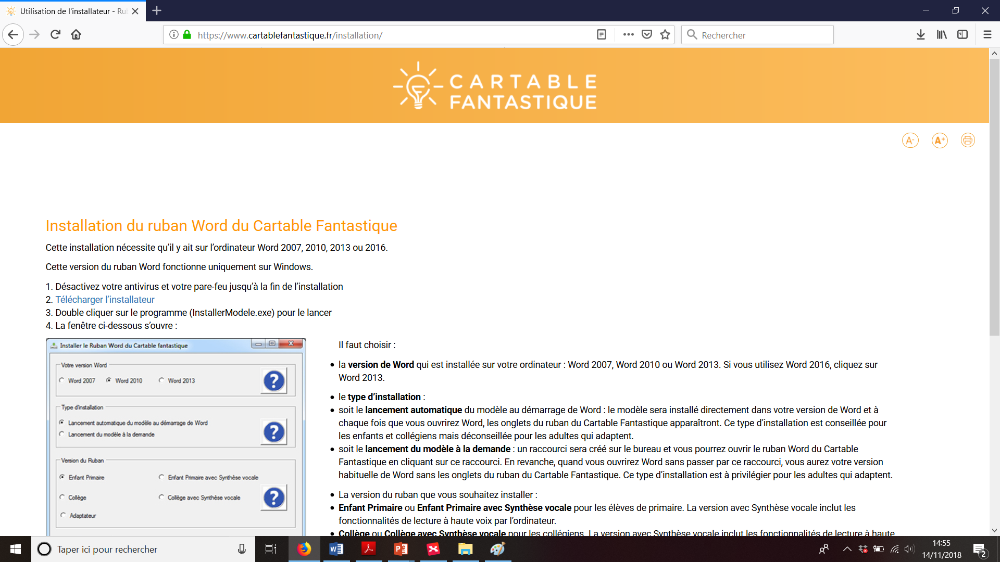 Utilisation de l'installateur - Ru
https://www.cartablefantastique.fr/installation/
Rechercher
CARTABLE
FANTASTIQUE
A-
A+
Installation du ruban Word du Cartable Fantastique
Cette installation nécessite qu’il y ait sur l’ordinateur Word 2007, 2010, 2013 ou 2016.
Cette version du ruban Word fonctionne uniquement sur Windows.
1. Désactivez votre antivirus et votre pare-feu jusqu’à la fin de l’installation
2. Télécharger l’installateur
3. Double cliquer sur le programme (InstallerModele.exe) pour le lancer
4. La fenêtre ci-dessous s’ouvre :
Installer le Ruban Word du Cartable fantastique
Votre version Word
Word 2007 Word 2010 Word 2013
?
Type d'installation
Lancement automatique du modèle au démarrage de Word
Lancement du modèle à la demande
?
Version du Ruban
Enfant Primaire Enfant Primaire avec Synthèse vocale
Collège Collège avec Synthèse vocale
?
Adaptateur
Il faut choisir :
• la version de Word qui est installée sur votre ordinateur : Word 2007, Word 2010 ou Word 2013. Si vous utilisez Word 2016, cliquez sur
Word 2013.
• le type d’installation :
• soit le lancement automatique du modèle au démarrage de Word : le modèle sera installé directement dans votre version de Word et à
chaque fois que vous ouvrirez Word, les onglets du ruban du Cartable Fantastique apparaîtront. Ce type d’installation est conseillée pour
les enfants et collégiens mais déconseillée pour les adultes qui adaptent.
• soit le lancement du modèle à la demande : un raccourci sera créé sur le bureau et vous pourrez ouvrir le ruban Word du Cartable
Fantastique en cliquant sur ce raccourci. En revanche, quand vous ouvrirez Word sans passer par ce raccourci, vous aurez votre version
habituelle de Word sans les onglets du ruban du Cartable Fantastique. Ce type d’installation est à privilégier pour les adultes qui adaptent.
• La version du ruban que vous souhaitez installer :
• Enfant Primaire ou Enfant Primaire avec Synthèse vocale pour les élèves de primaire. La version avec Synthèse vocale inclut les
fonctionnalités de lecture à haute voix par l’ordinateur.
• Collège ou Collège avec Synthèse vocale pour les collégiens. La version avec Synthèse vocale inclut les fonctionnalités de lecture à haute
Taper ici pour rechercher
14:55
14/11/2018
2